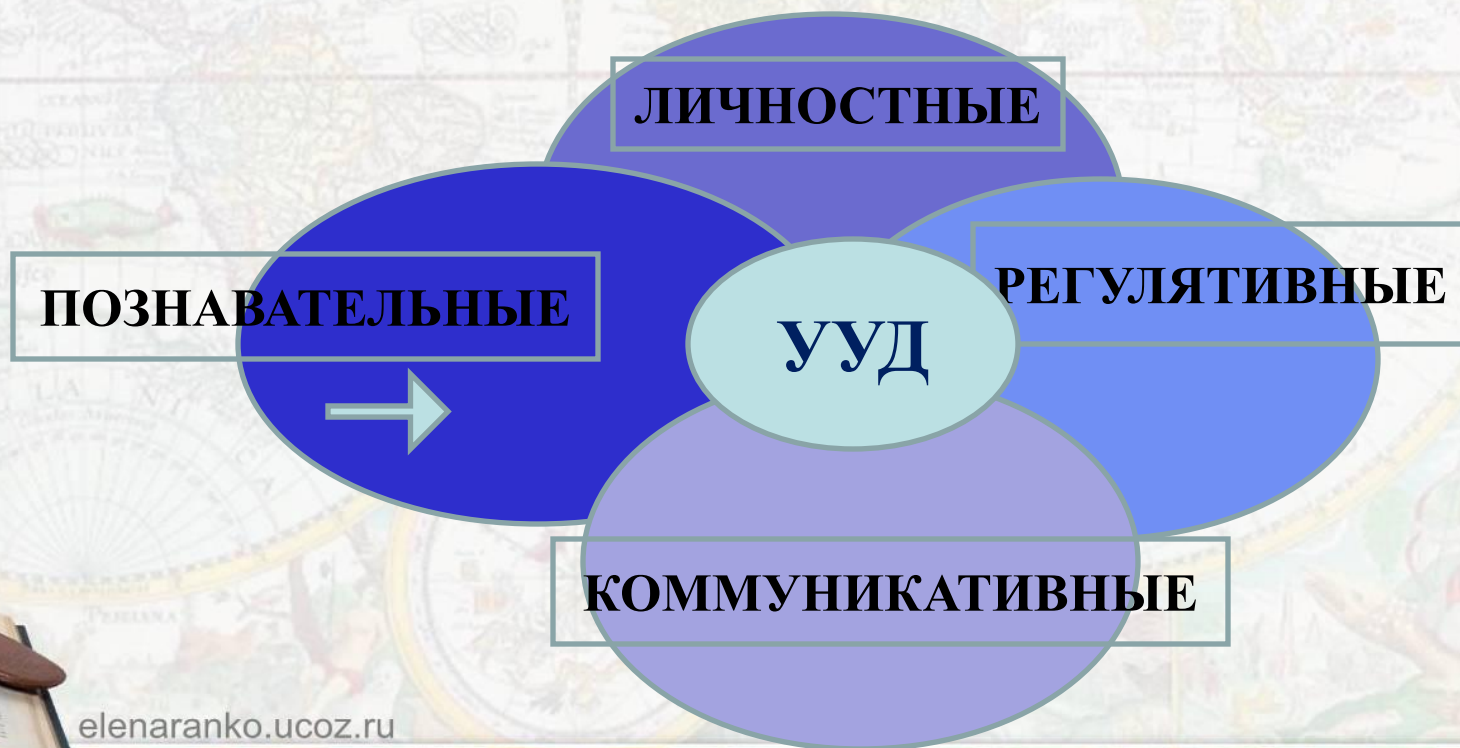 ЛИЧНОСТНЫЕ
ПОЗНАВАТЕЛЬНЫЕ
РЕГУЛЯТИВНЫЕ
УУД
КОММУНИКАТИВНЫЕ
elenaranko.ucoz.ru